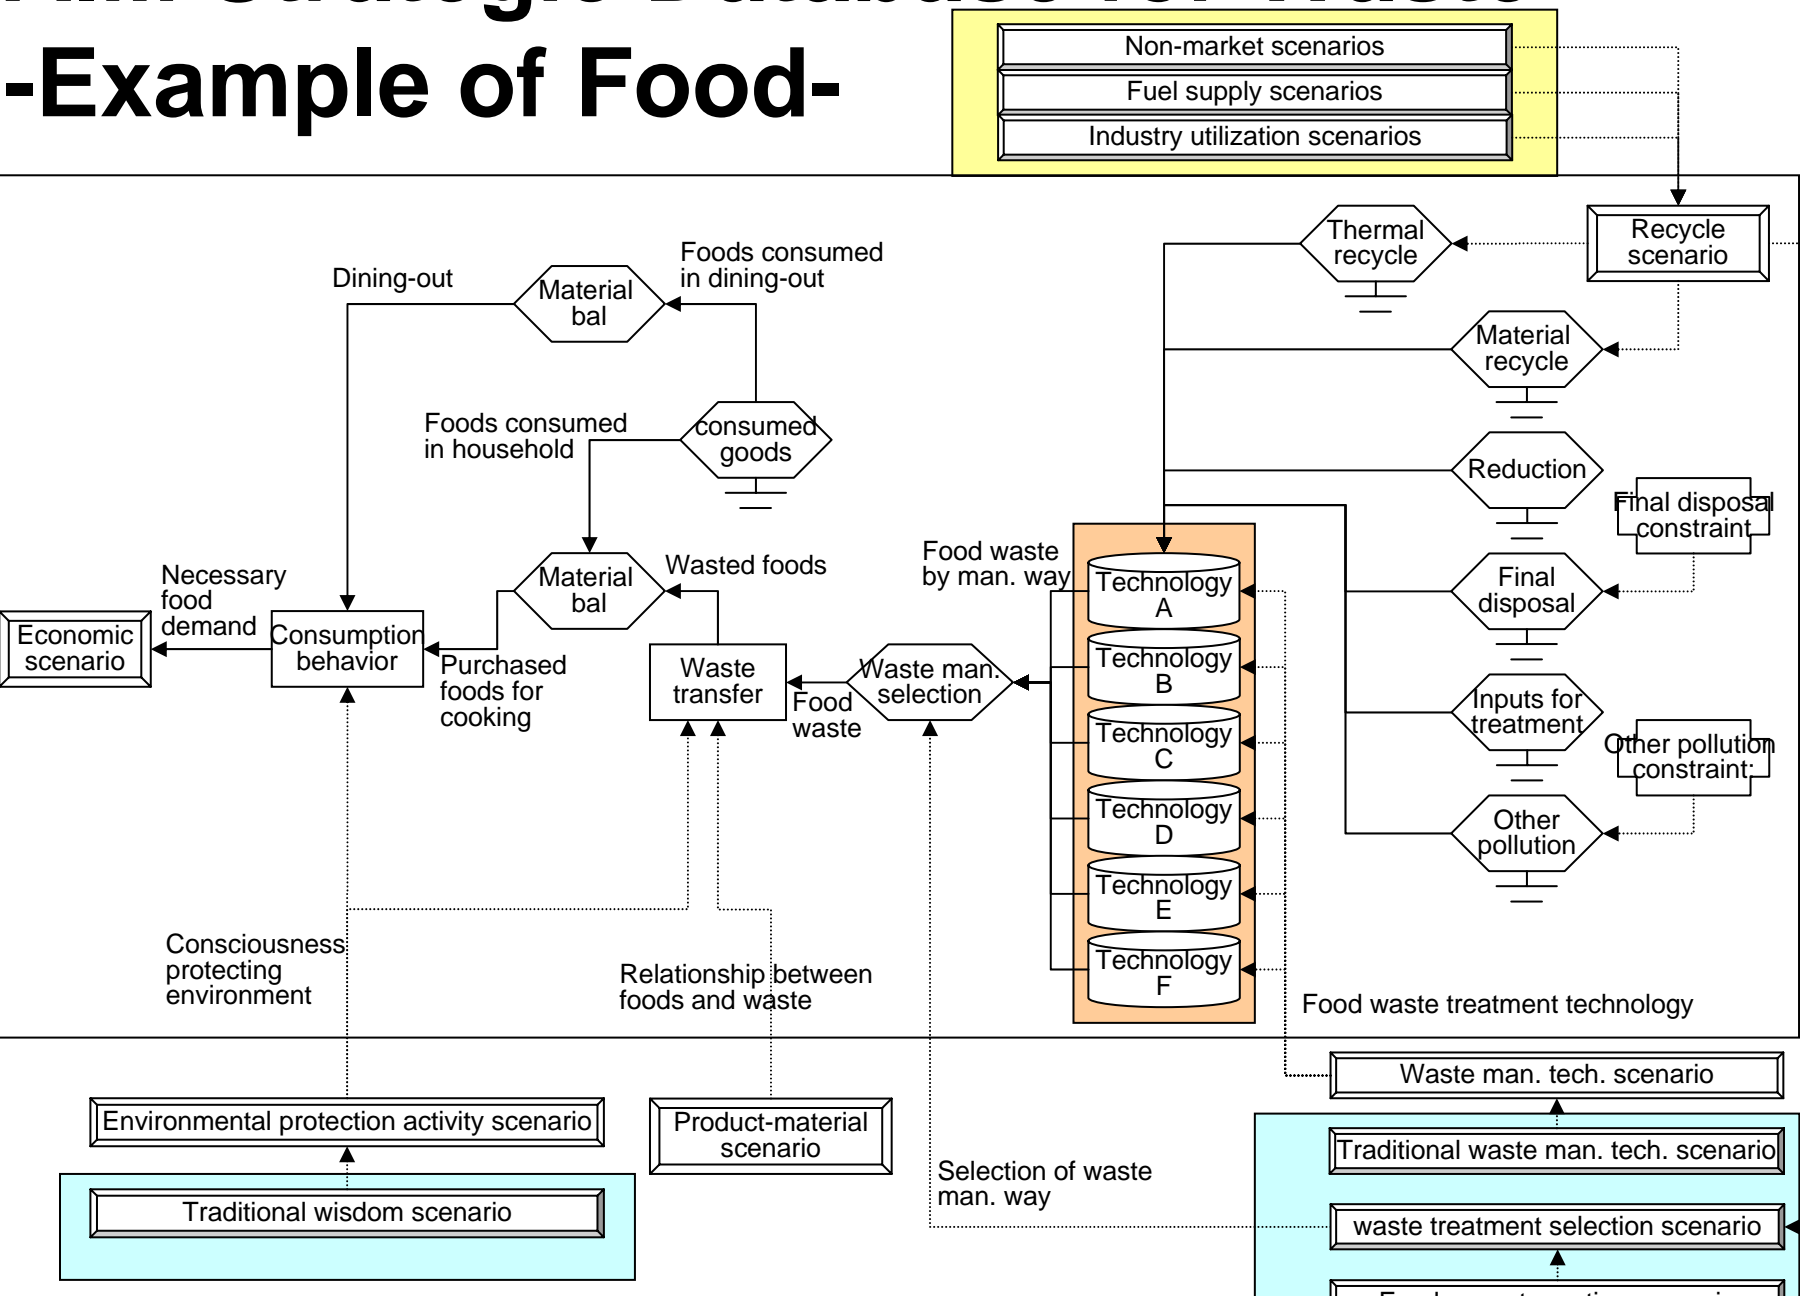 -Example of Food-
Non-market scenarios
Fuel supply scenarios
Industry utilization scenarios
Thermal
recycle
Recycle
scenario
Dining-out
Material
bal
Foods consumed
in dining-out
Material
recycle
Foods consumed
in household
consumed
goods
Reduction
Final disposal
constraint
Necessary
food
demand
Material
bal
Wasted foods
Food waste
by man. way
Technology
A
Final
disposal
Economic
scenario
Consumption
behavior
Purchased
foods for
cooking
Waste
transfer
Food
waste
Waste man.
selection
Technology
B
Inputs for
treatment
Technology
C
Other pollution
constraint:
Technology
D
Other
pollution
Technology
E
Technology
F
Consciousness
protecting
environment
Relationship between
foods and waste
Food waste treatment technology
Waste man. tech. scenario
Environmental protection activity scenario
Product-material
scenario
Traditional waste man. tech. scenario
Selection of waste
man. way
Traditional wisdom scenario
waste treatment selection scenario